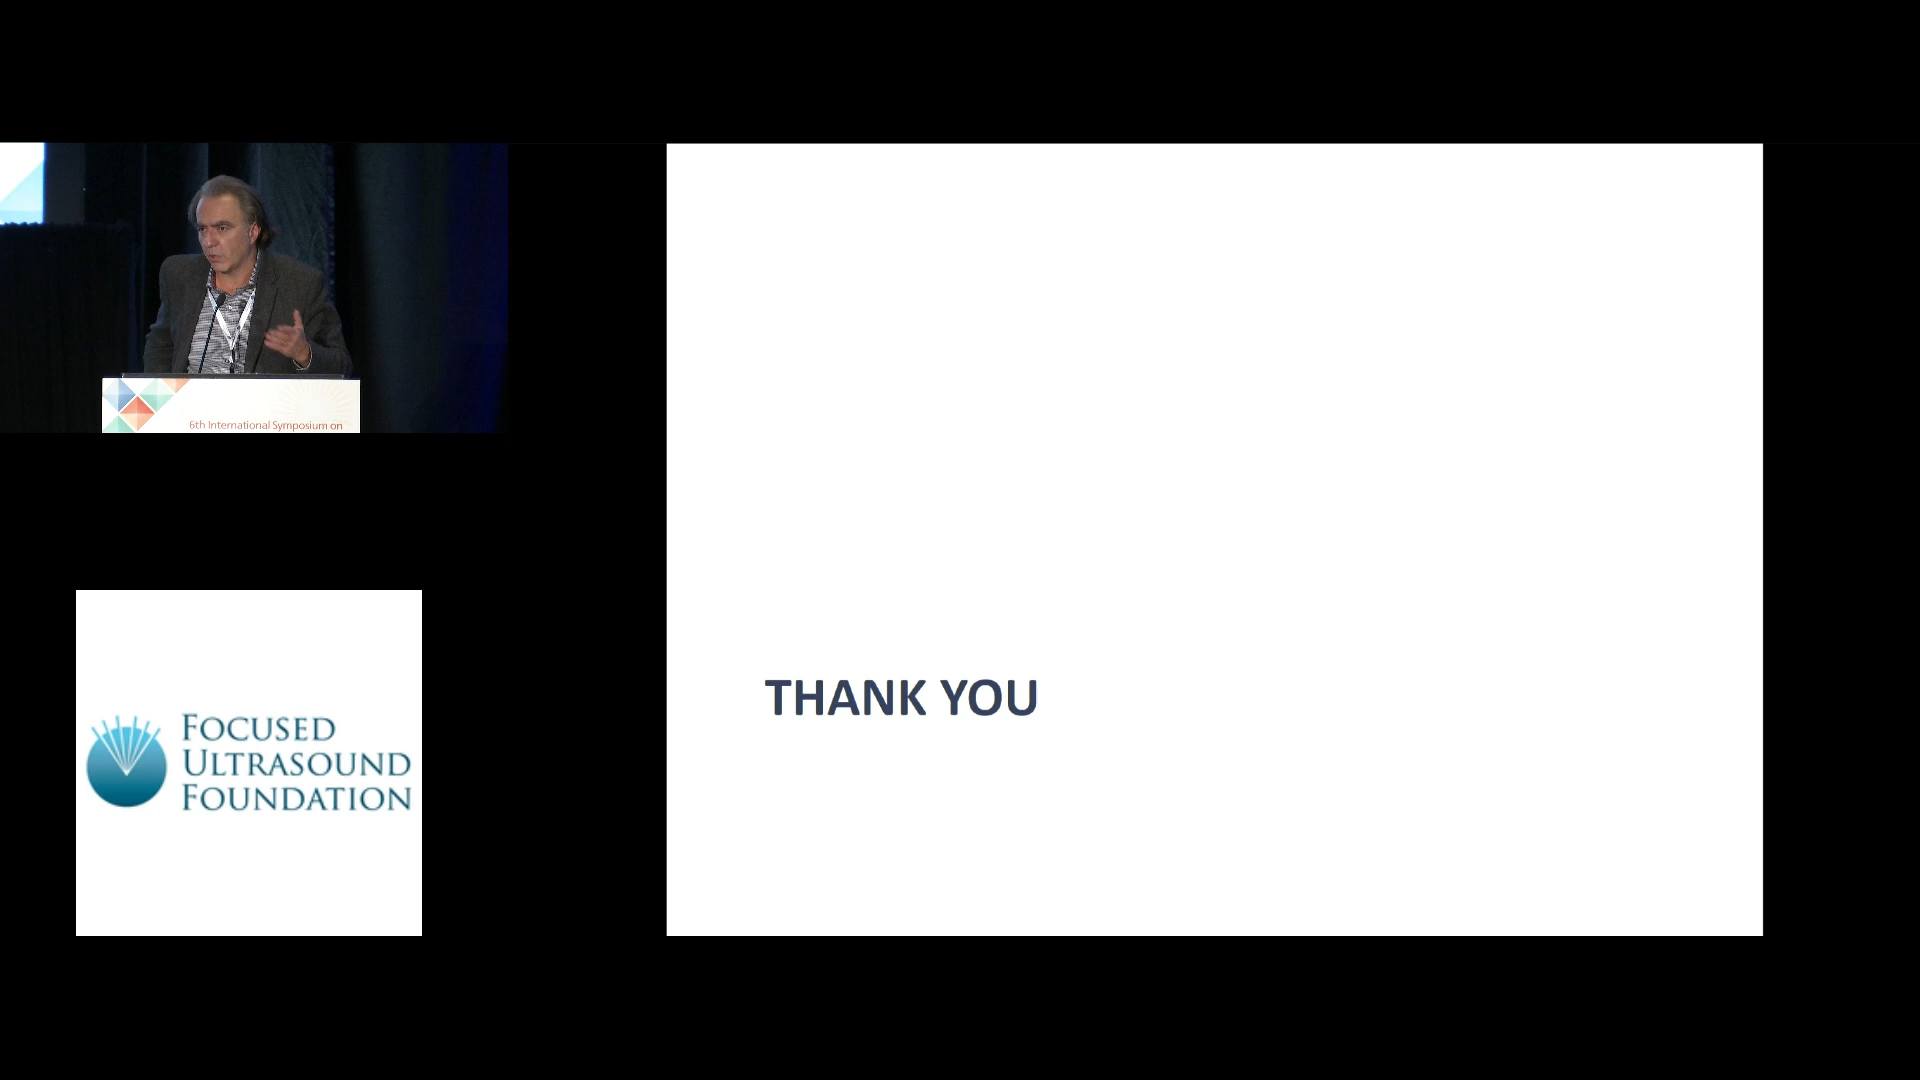 6th International Symposium on
FOCUSED
ULTRASOUND
FOUNDATION
THANK YOU